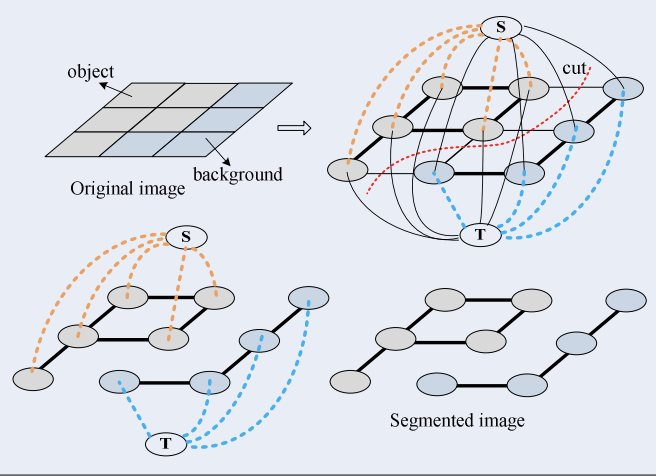 S
object
cut
background
Original image
T
S
Segmented image
T